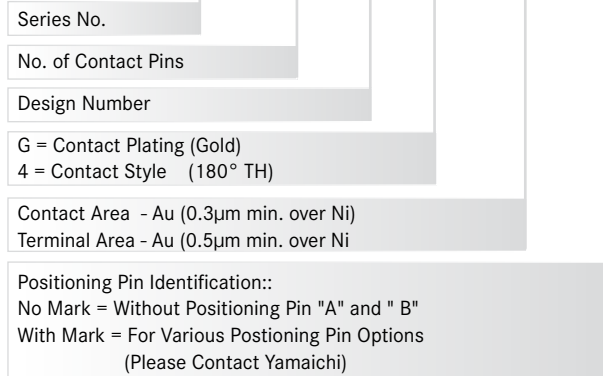 Series No.
No. of Contact Pins
Design Number
G = Contact Plating (Gold)
4 = Contact Style (180° TH)
Contact Area - Au (0.3µm min. over Ni)
Terminal Area - Au (0.5µm min. over Ni
Positioning Pin Identification::
No Mark = Without Positioning Pin "A" and " B"
With Mark = For Various Postioning Pin Options
(Please Contact Yamaichi)